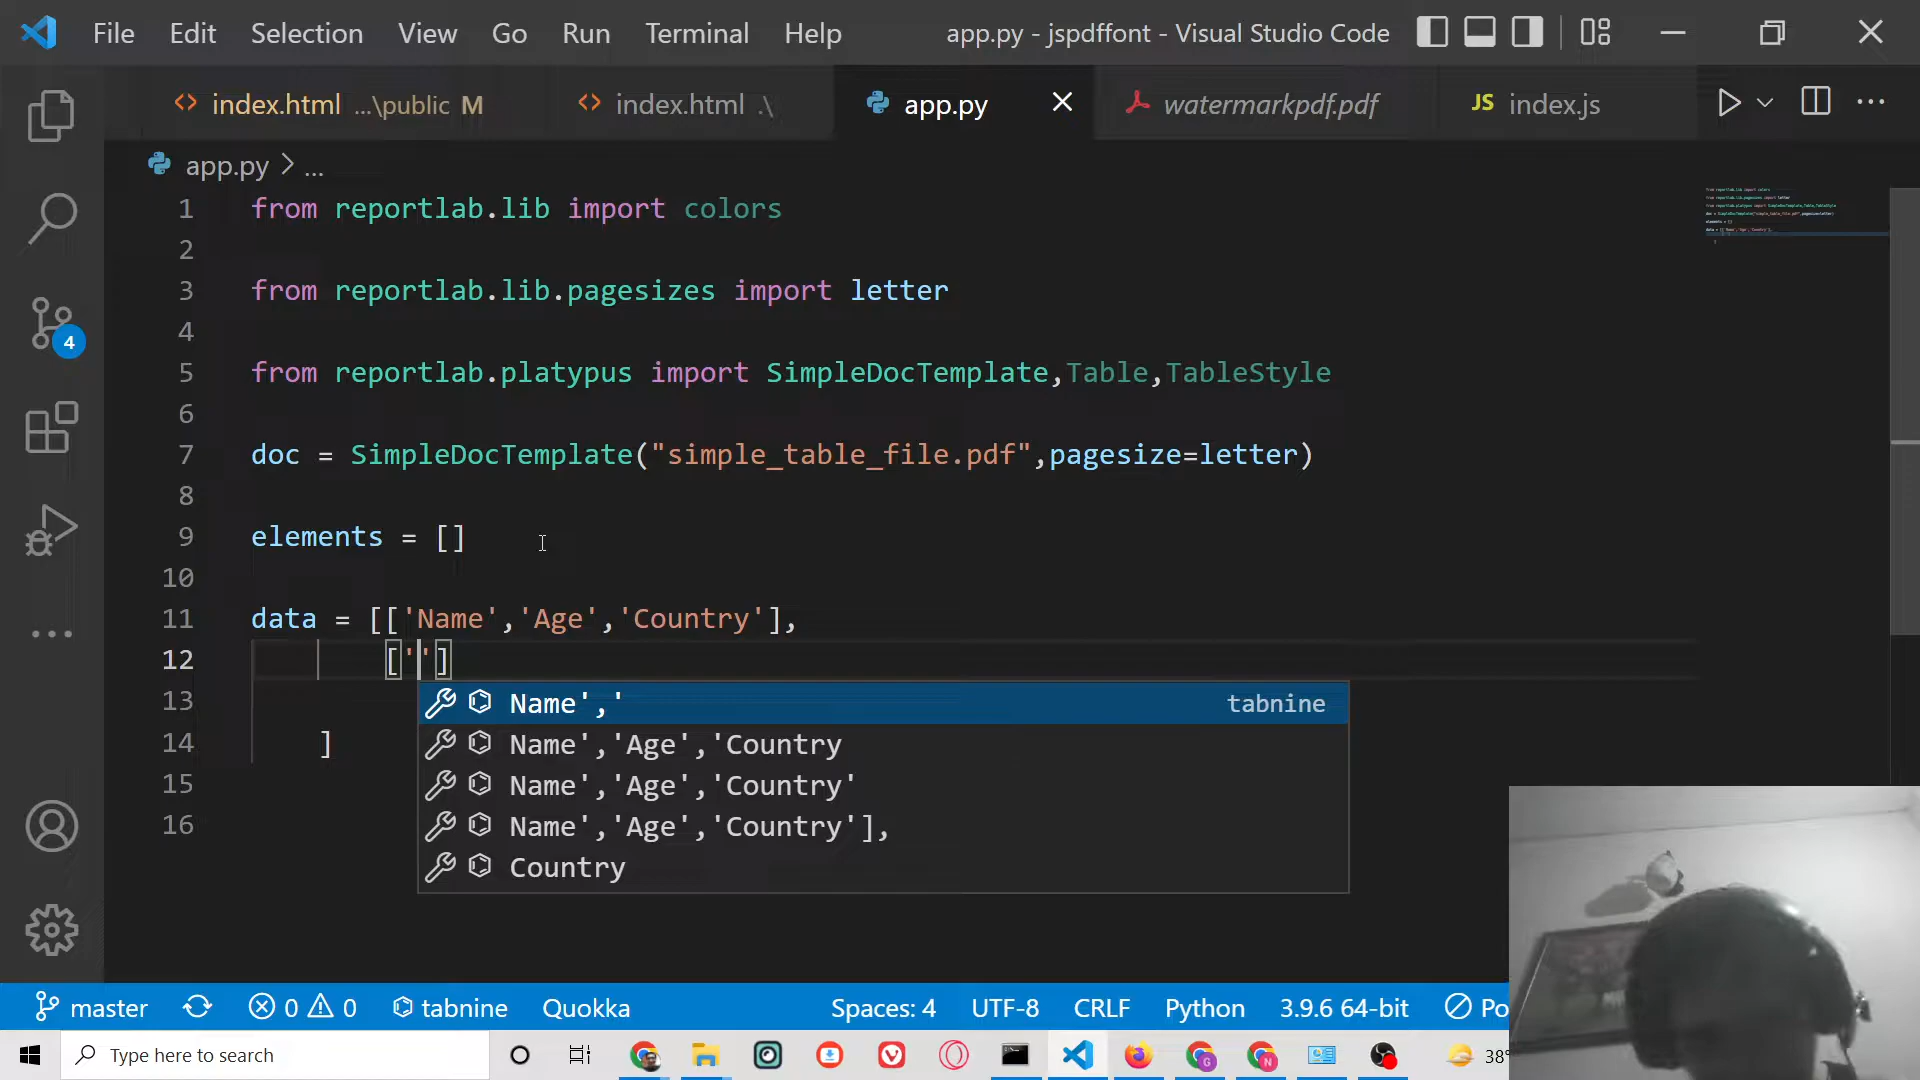 File Edit Selection View Go Run Terminal Help app.py - jspdffont - Visual Studio Code
index.html ...\public M index.html .\ app.py watermarkpdf.pdf JS index.js
app.py > ...
1 from reportlab.lib import colors
2
3 from reportlab.lib.pagesizes import letter
4
5 from reportlab.platypus import SimpleDocTemplate,Table,TableStyle
6
7 doc = SimpleDocTemplate("simple_table_file.pdf",pagesize=letter)
8
9 elements = []
10
11 data = [['Name','Age','Country'],
12 ['']
13
14 ]
15
16
Name',' tabnine
Name','Age','Country
Name','Age','Country'
Name','Age','Country'],
Country
4
master 0 0 tabnine Quokka Spaces: 4 UTF-8 CRLF Python 3.9.6 64-bit Po
Type here to search 38°